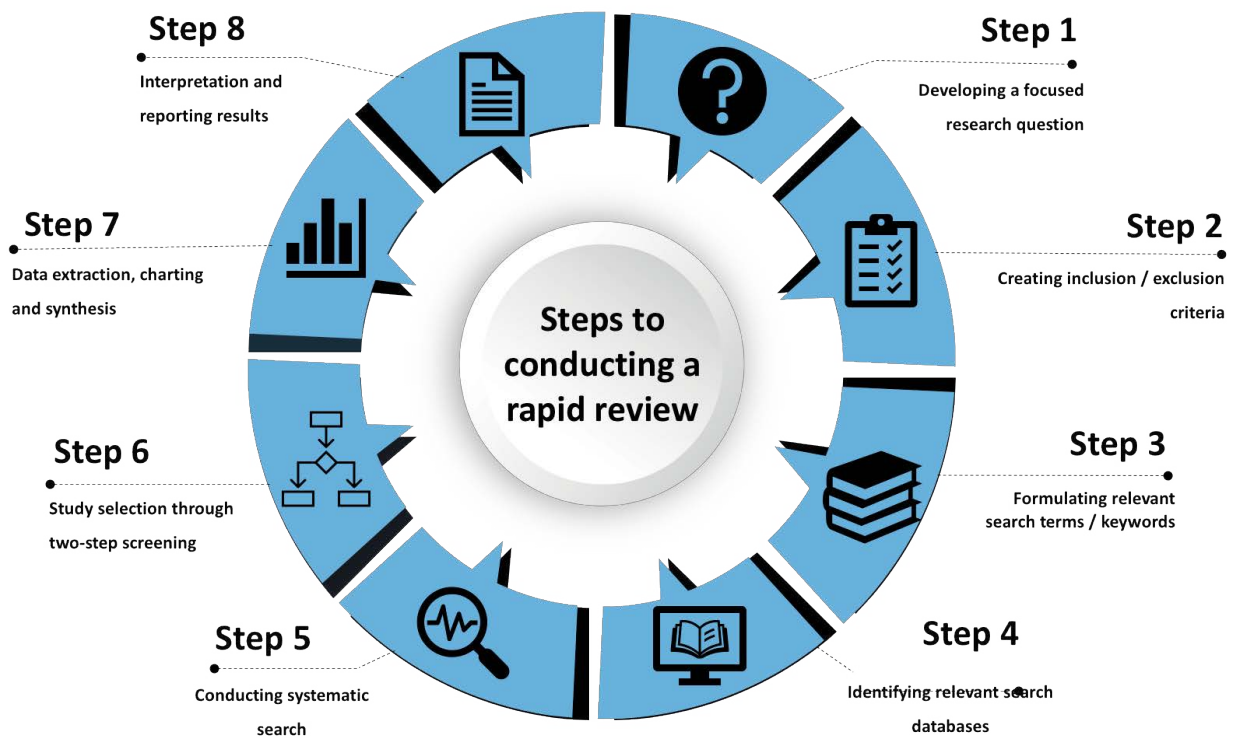 Steps to
conducting a
rapid review
Step 1
Developing a focused
research question
Step 2
Creating inclusion / exclusion
criteria
Step 3
Formulating relevant
search terms / keywords
Step 4
Identifying relevant search
databases
Step 5
Conducting systematic
search
Step 6
Study selection through
two-step screening
Step 7
Data extraction, charting
and synthesis
Step 8
Interpretation and
reporting results